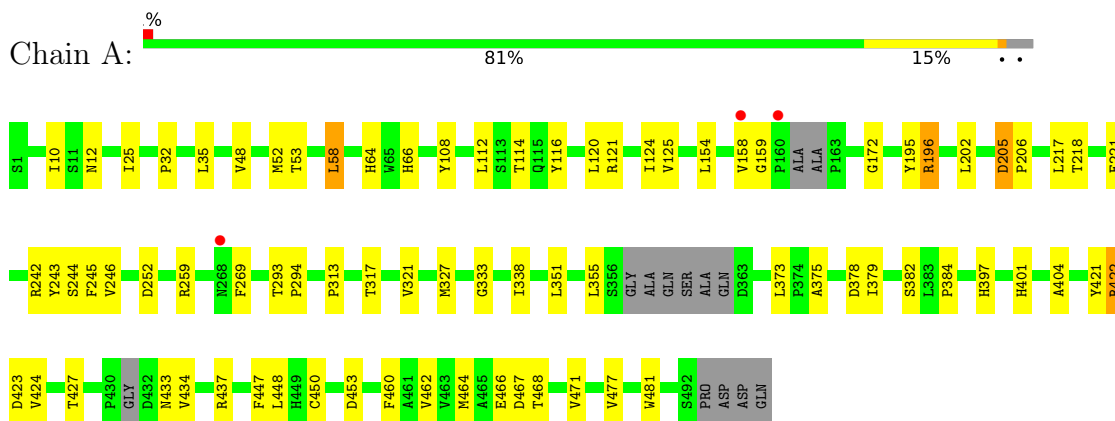 .%
Chain A:
81% 15% • •
S1 I10 S11 N12 I25 P32 L35 V48 M52 T53 L58 H64 W65 H66 Y108 L112 S113 T114 Q115 Y116 L120 R121 I124 V125 L154 V158 G159 P160 ALA ALA P163 G172 Y195 R196 L202 D205 P206 L217 T218
R242 Y243 S244 F245 V246 D252 R259 N268 F269 T293 P294 P313 T317 V321 M327 G333 I338 L351 L355 S356 GLY ALA GLN SER ALA GLN D363 L373 P374 A375 D378 I379 S382 L383 P384 H397 H401 A404 Y421
D423 V424 T427 P430 GLY D432 N433 V434 R437 F447 L448 H449 C450 D453 F460 A461 V462 V463 M464 A465 E466 D467 T468 V471 V477 W481 S492 PRO ASP ASP GLN